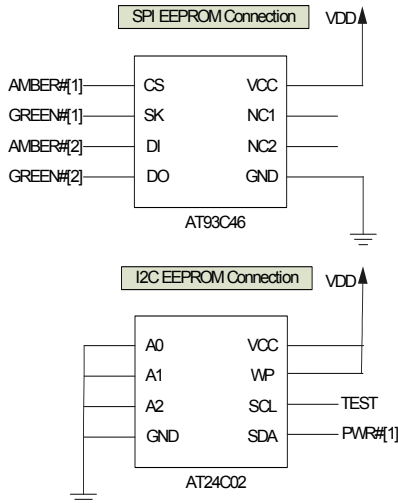 SPI EEPROM Connection VDD
AMBER#[1] CS VCC
GREEN#[1] SK NC1
AMBER#[2] DI NC2
GREEN#[2] DO GND
AT93C46
I2C EEPROM Connection VDD
A0 VCC
A1 WP
A2 SCL TEST
GND SDA PWR#[1]
AT24C02